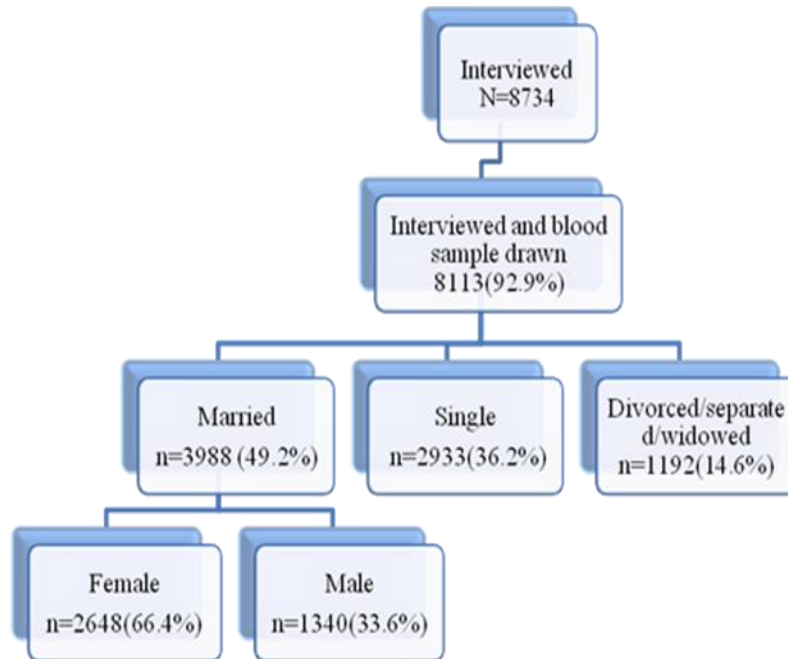 Interviewed
N=8734
Interviewed and blood
sample drawn
8113(92.9%)
Married
n=3988 (49.2%)
Single
n=2933(36.2%)
Divorced/separate
d/widowed
n=1192(14.6%)
Female
n=2648(66.4%)
Male
n=1340(33.6%)